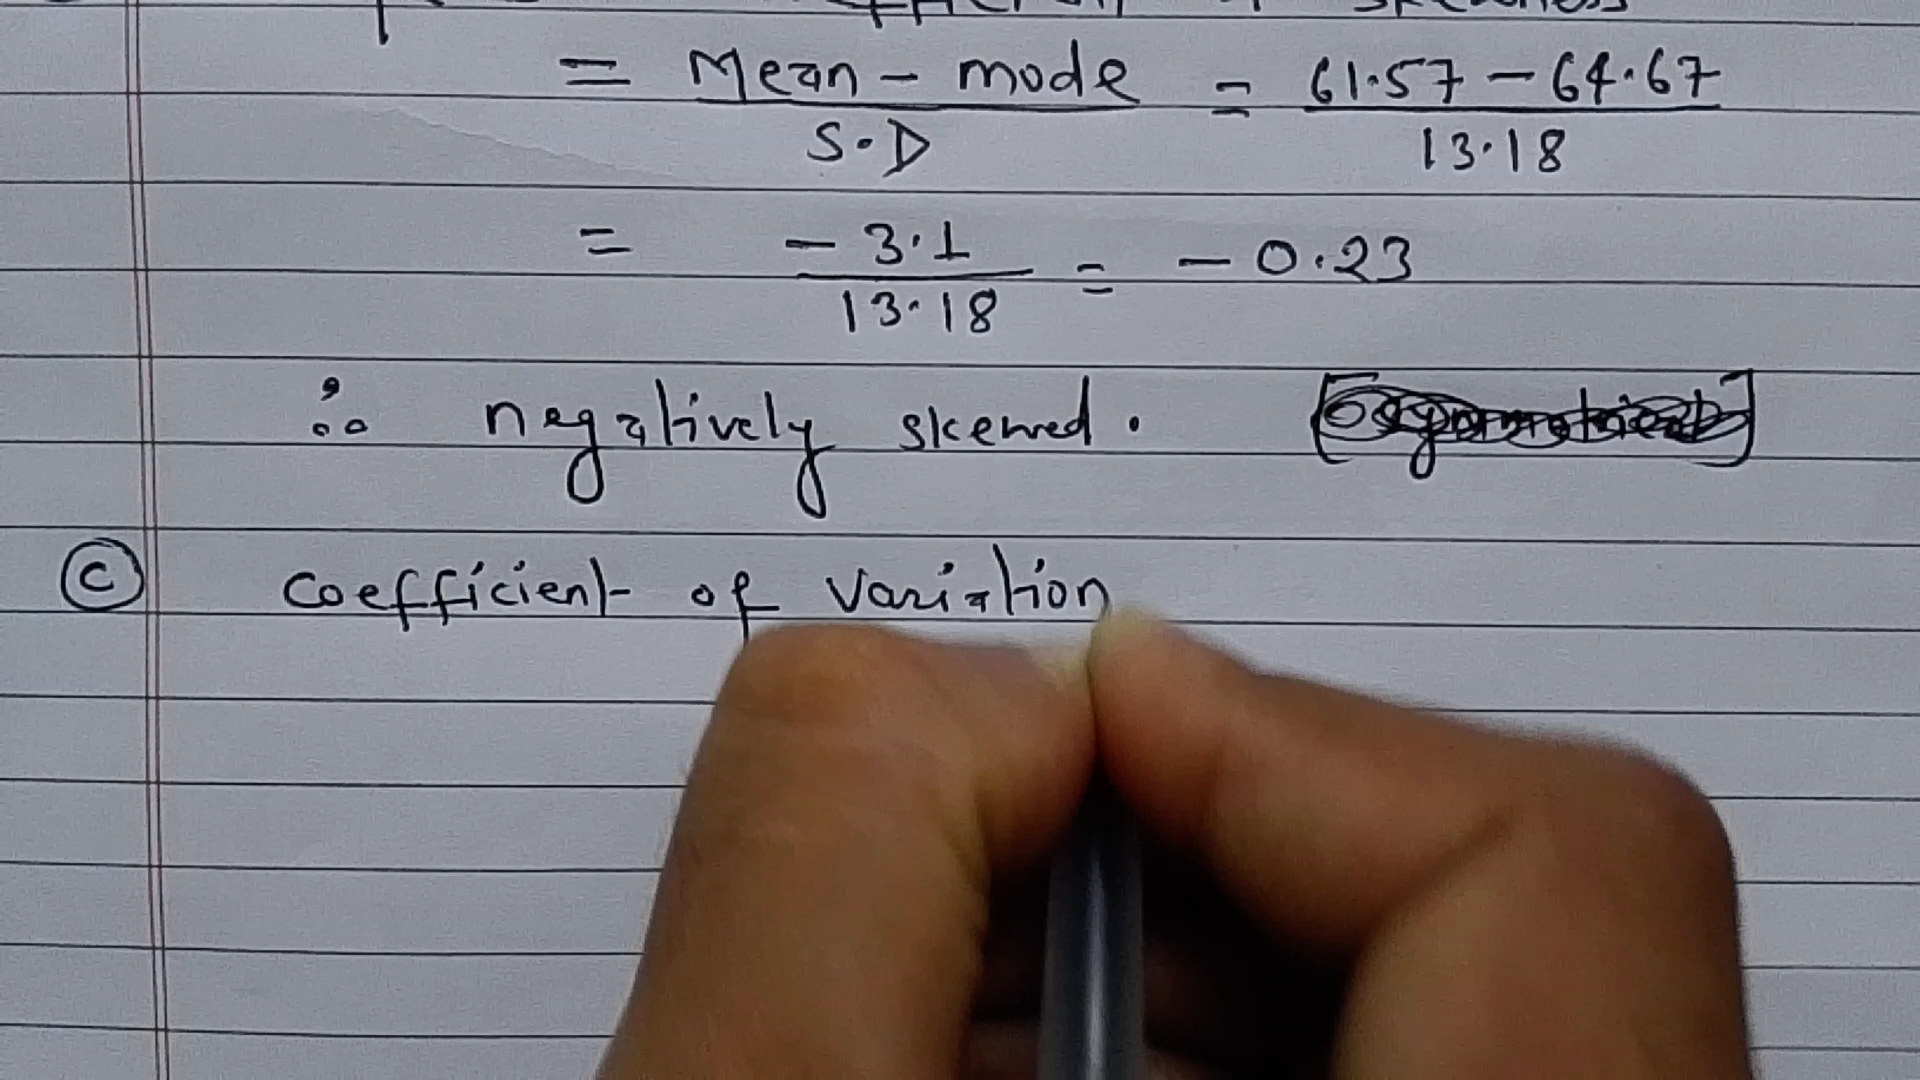 = Mean - mode / S.D = 61.57 - 64.67 / 13.18
= - 3.1 / 13.18 = - 0.23
∴ negatively skewed.
(c) Coefficient of Variation